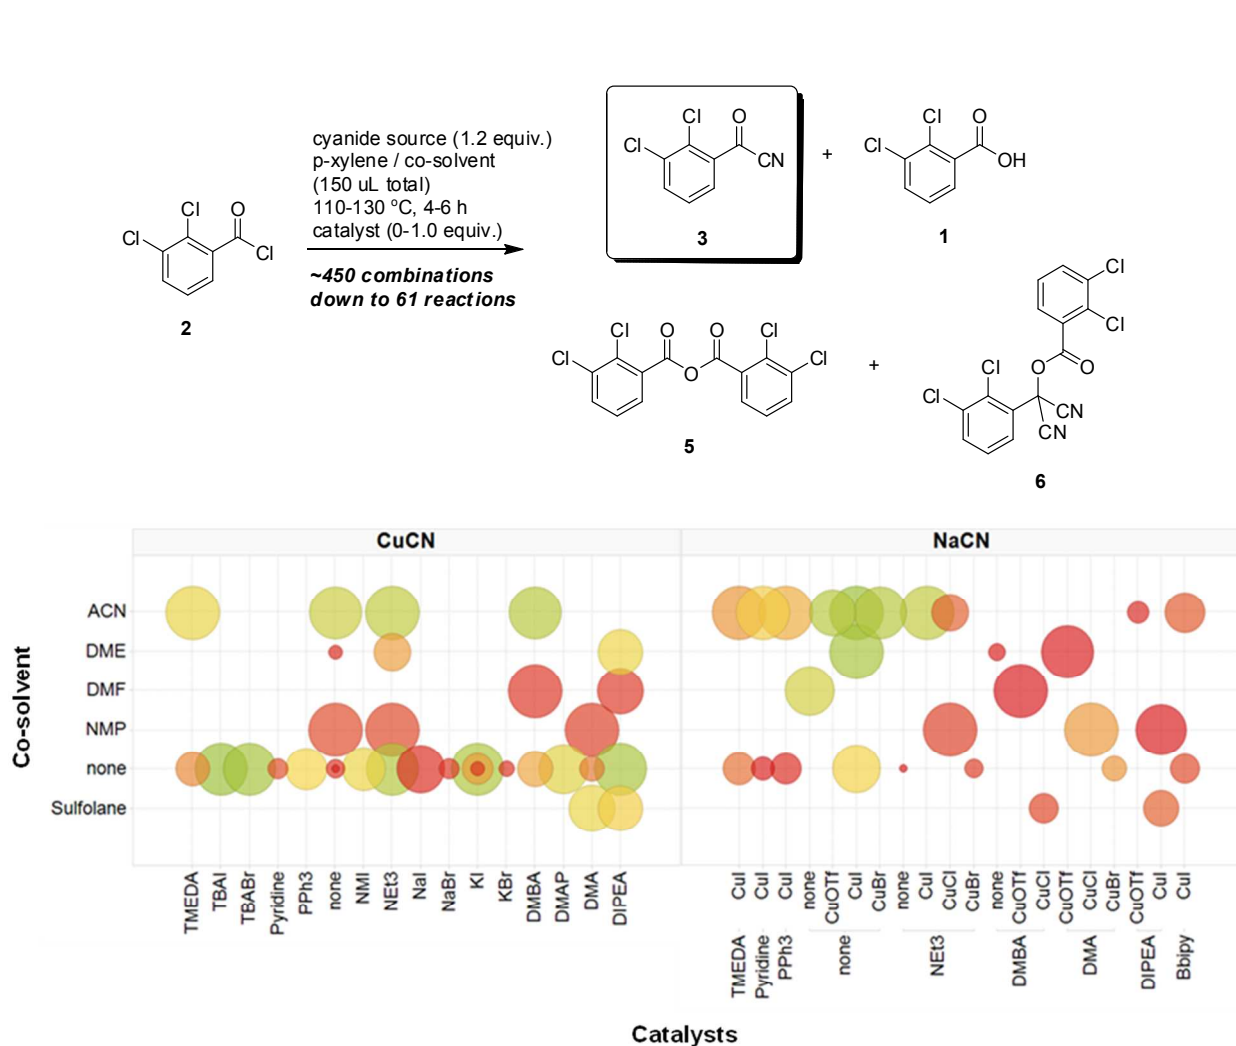 cyanide source (1.2 equiv.)
p-xylene / co-solvent
(150 uL total)
110-130 °C, 4-6 h
catalyst (0-1.0 equiv.)
~450 combinations
down to 61 reactions
Cl
Cl
O
Cl
2
Cl
Cl
O
CN
3
+
Cl
Cl
O
OH
1
Cl
Cl
O
O
O
Cl
Cl
5
+
Cl
Cl
O
O
Cl
Cl
CN
CN
6
CuCN
NaCN
Co-solvent
ACN
DME
DMF
NMP
none
Sulfolane
TMEDA
TBAI
TBABr
Pyridine
PPh3
none
NMI
NEt3
NaI
NaBr
KI
KBr
DMBA
DMAP
DMA
DIPEA
CuI
CuI
CuI
none
CuOTf
CuI
CuBr
none
CuI
CuCl
CuBr
none
CuOTf
CuCl
CuOTf
CuCl
CuBr
CuOTf
CuI
CuI
TMEDA
Pyridine
PPh3
none
NEt3
DMBA
DMA
DIPEA
Bbipy
Catalysts